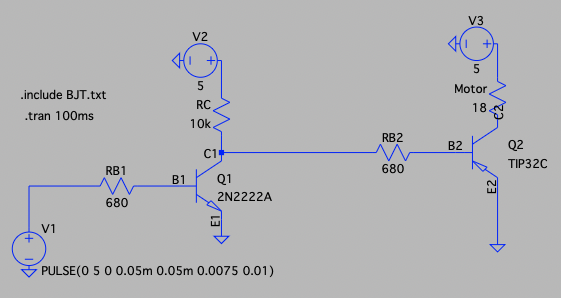 V2
V3
5
5
.include BJT.txt
.tran 100ms
RC
10k
Motor
18
C2
C1
RB2
680
B2
Q2
TIP32C
RB1
680
B1
Q1
2N2222A
E1
E2
V1
PULSE(0 5 0 0.05m 0.05m 0.0075 0.01)